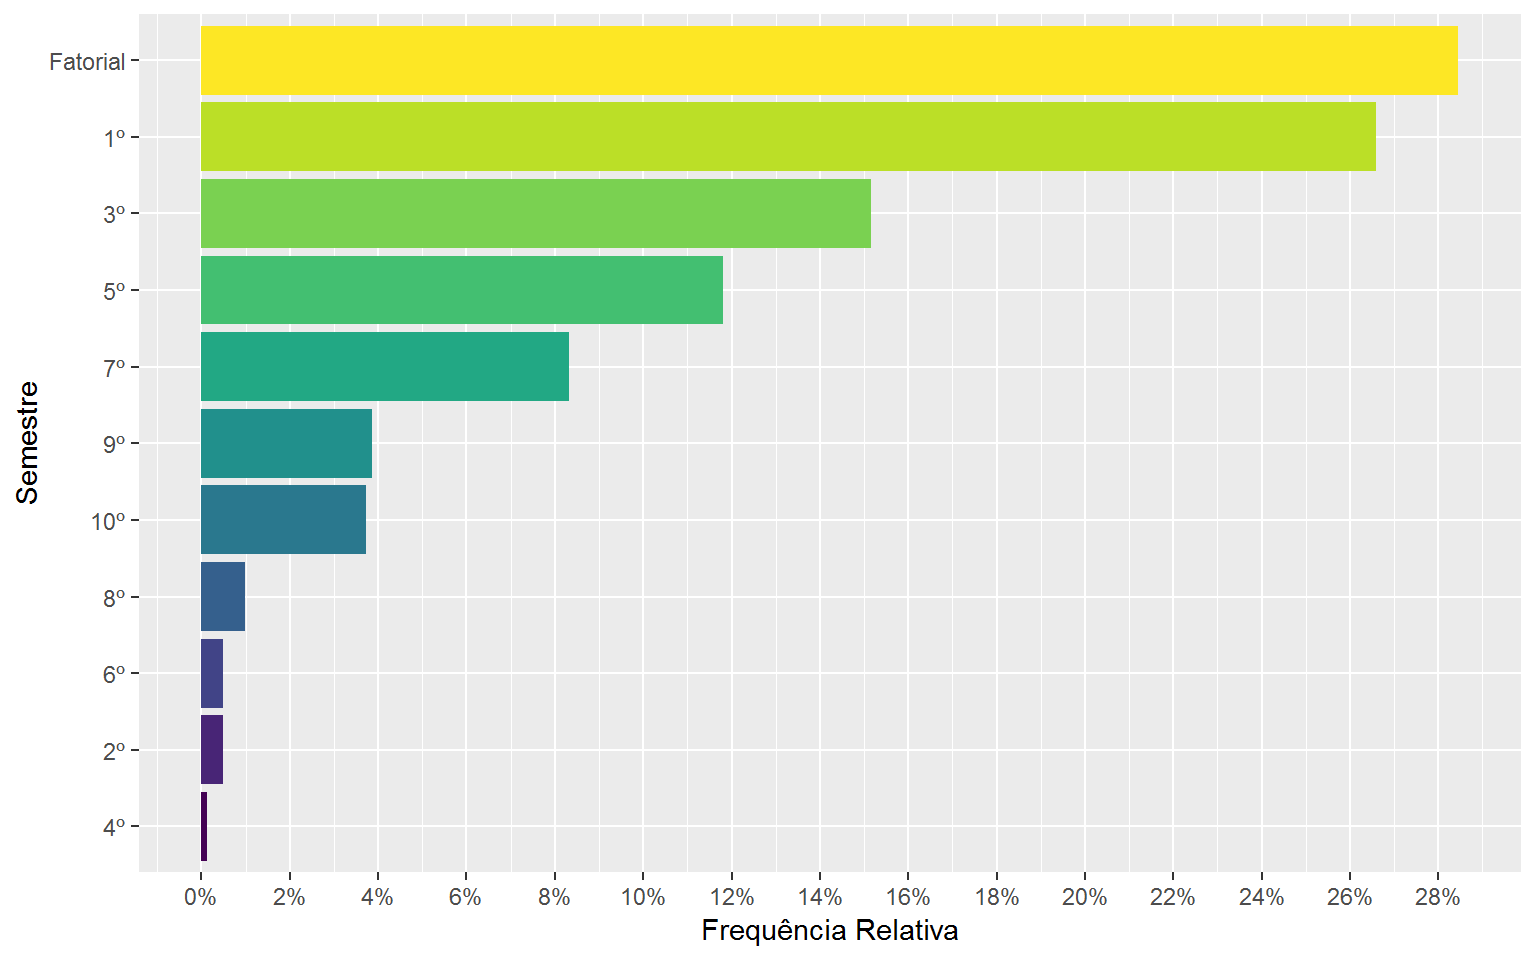 Fatorial
1º
3º
5º
7º
9º
10º
8º
6º
2º
4º
Semestre
0% 2% 4% 6% 8% 10% 12% 14% 16% 18% 20% 22% 24% 26% 28%
Frequência Relativa